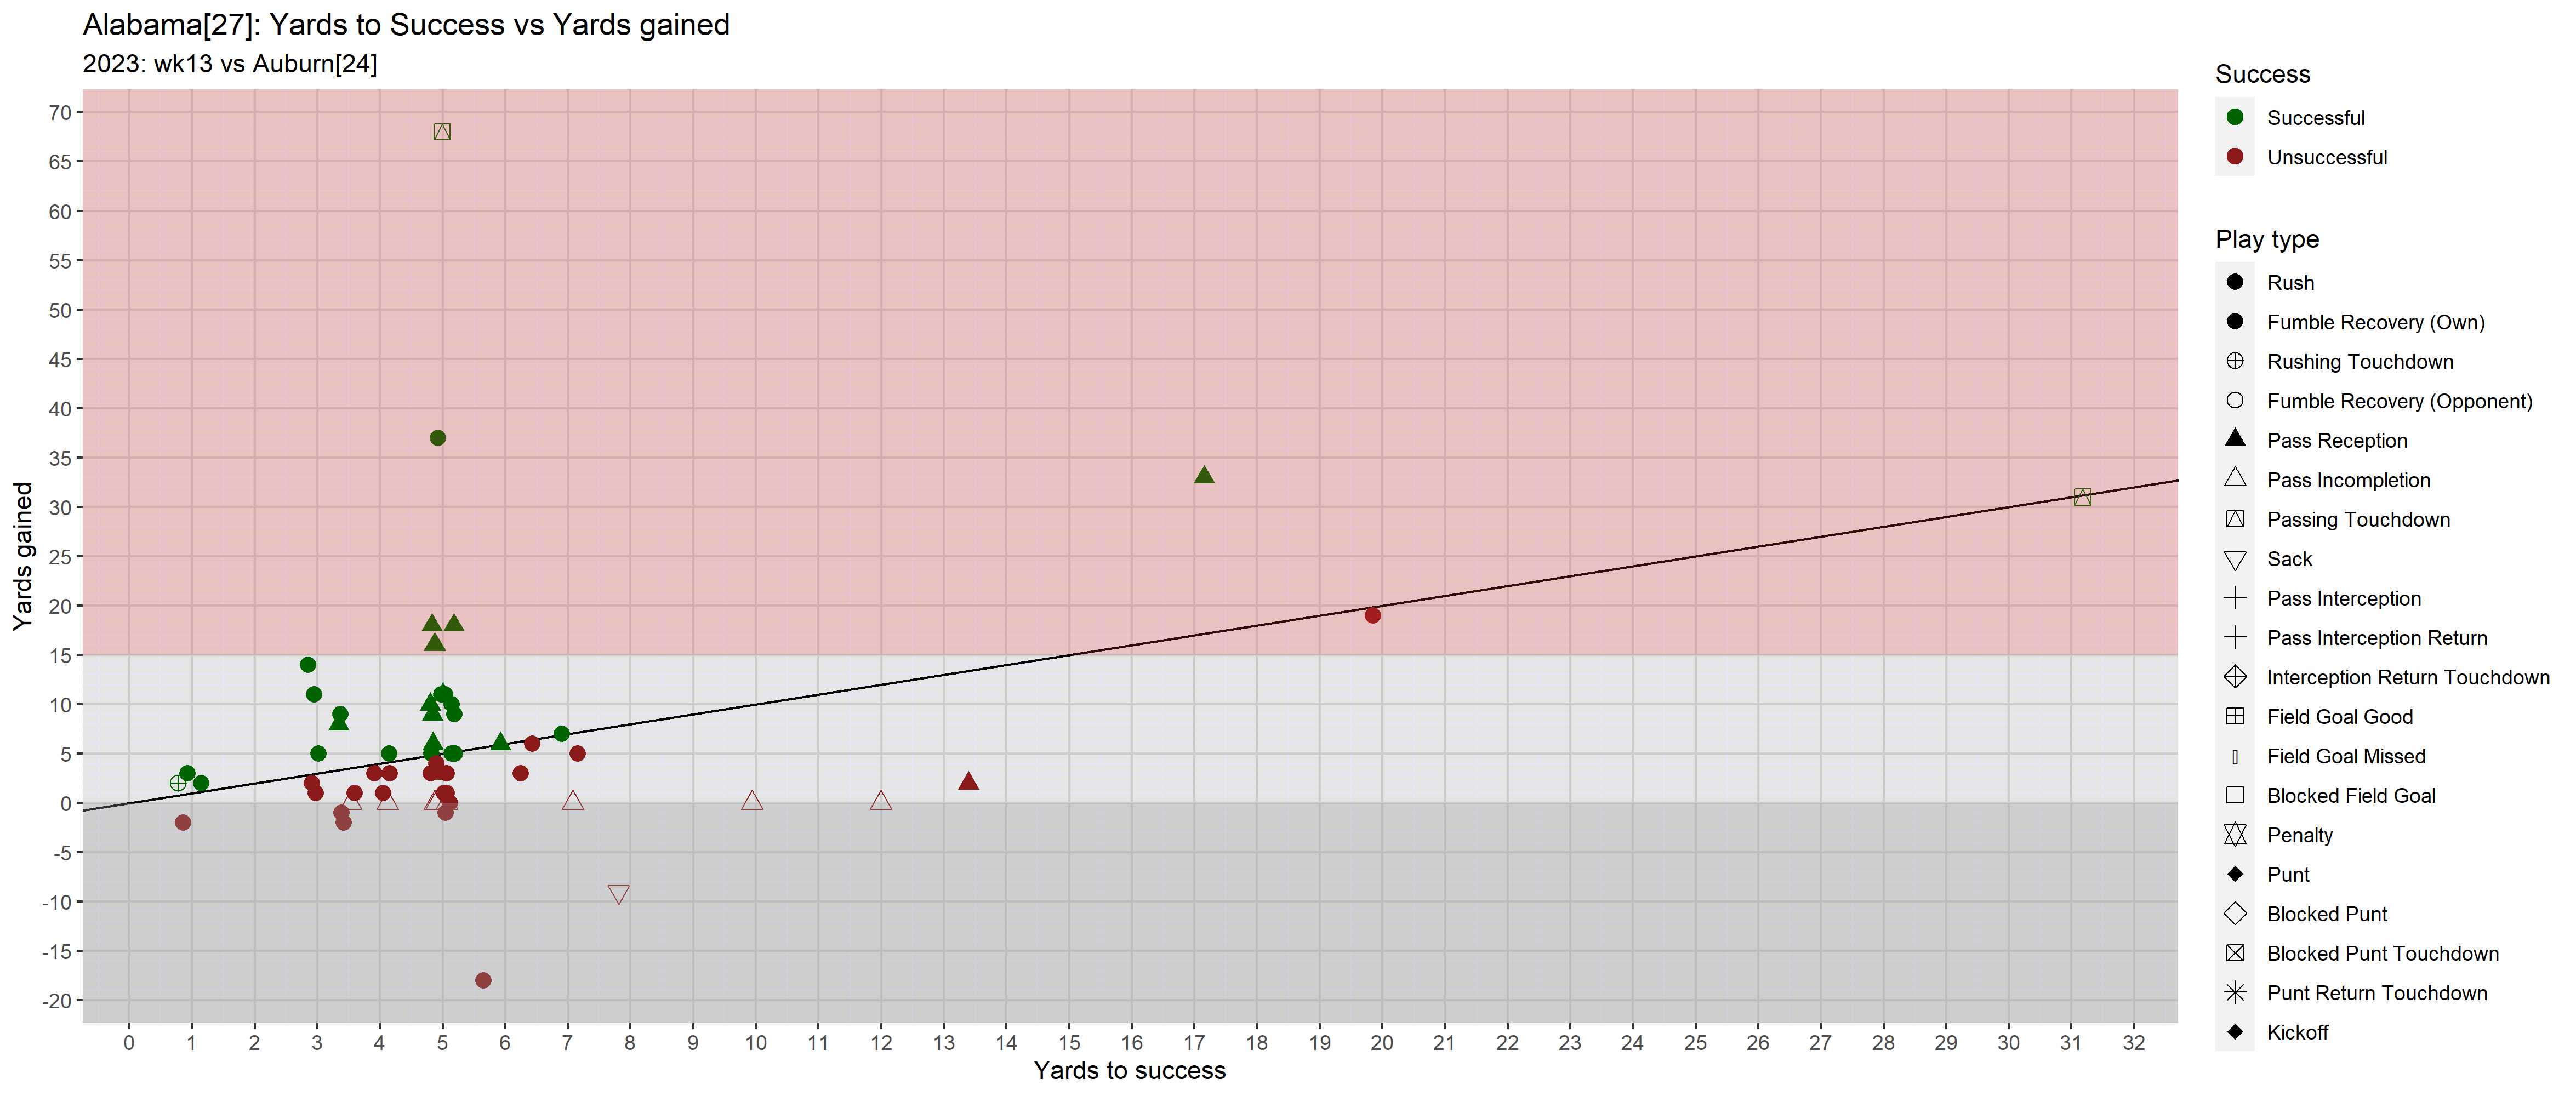 Alabama[27]: Yards to Success vs Yards gained
2023: wk13 vs Auburn[24]
Yards gained
70
65
60
55
50
45
40
35
30
25
20
15
10
5
0
-5
-10
-15
-20
0 1 2 3 4 5 6 7 8 9 10 11 12 13 14 15 16 17 18 19 20 21 22 23 24 25 26 27 28 29 30 31 32
Yards to success
Success
Successful
Unsuccessful
Play type
Rush
Fumble Recovery (Own)
Rushing Touchdown
Fumble Recovery (Opponent)
Pass Reception
Pass Incompletion
Passing Touchdown
Sack
Pass Interception
Pass Interception Return
Interception Return Touchdown
Field Goal Good
Field Goal Missed
Blocked Field Goal
Penalty
Punt
Blocked Punt
Blocked Punt Touchdown
Punt Return Touchdown
Kickoff